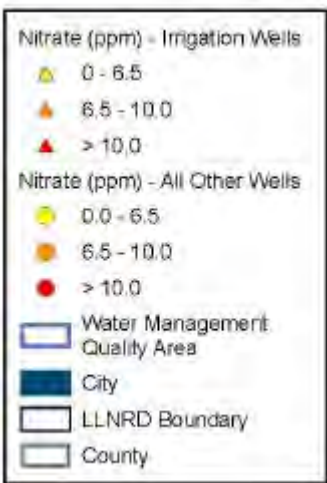 Nitrate (ppm) - Irrigation Wells
0 - 6.5
6.5 - 10.0
> 10.0
Nitrate (ppm) - All Other Wells
0.0 - 6.5
6.5 - 10.0
> 10.0
Water Management
Quality Area
City
LLNRD Boundary
County